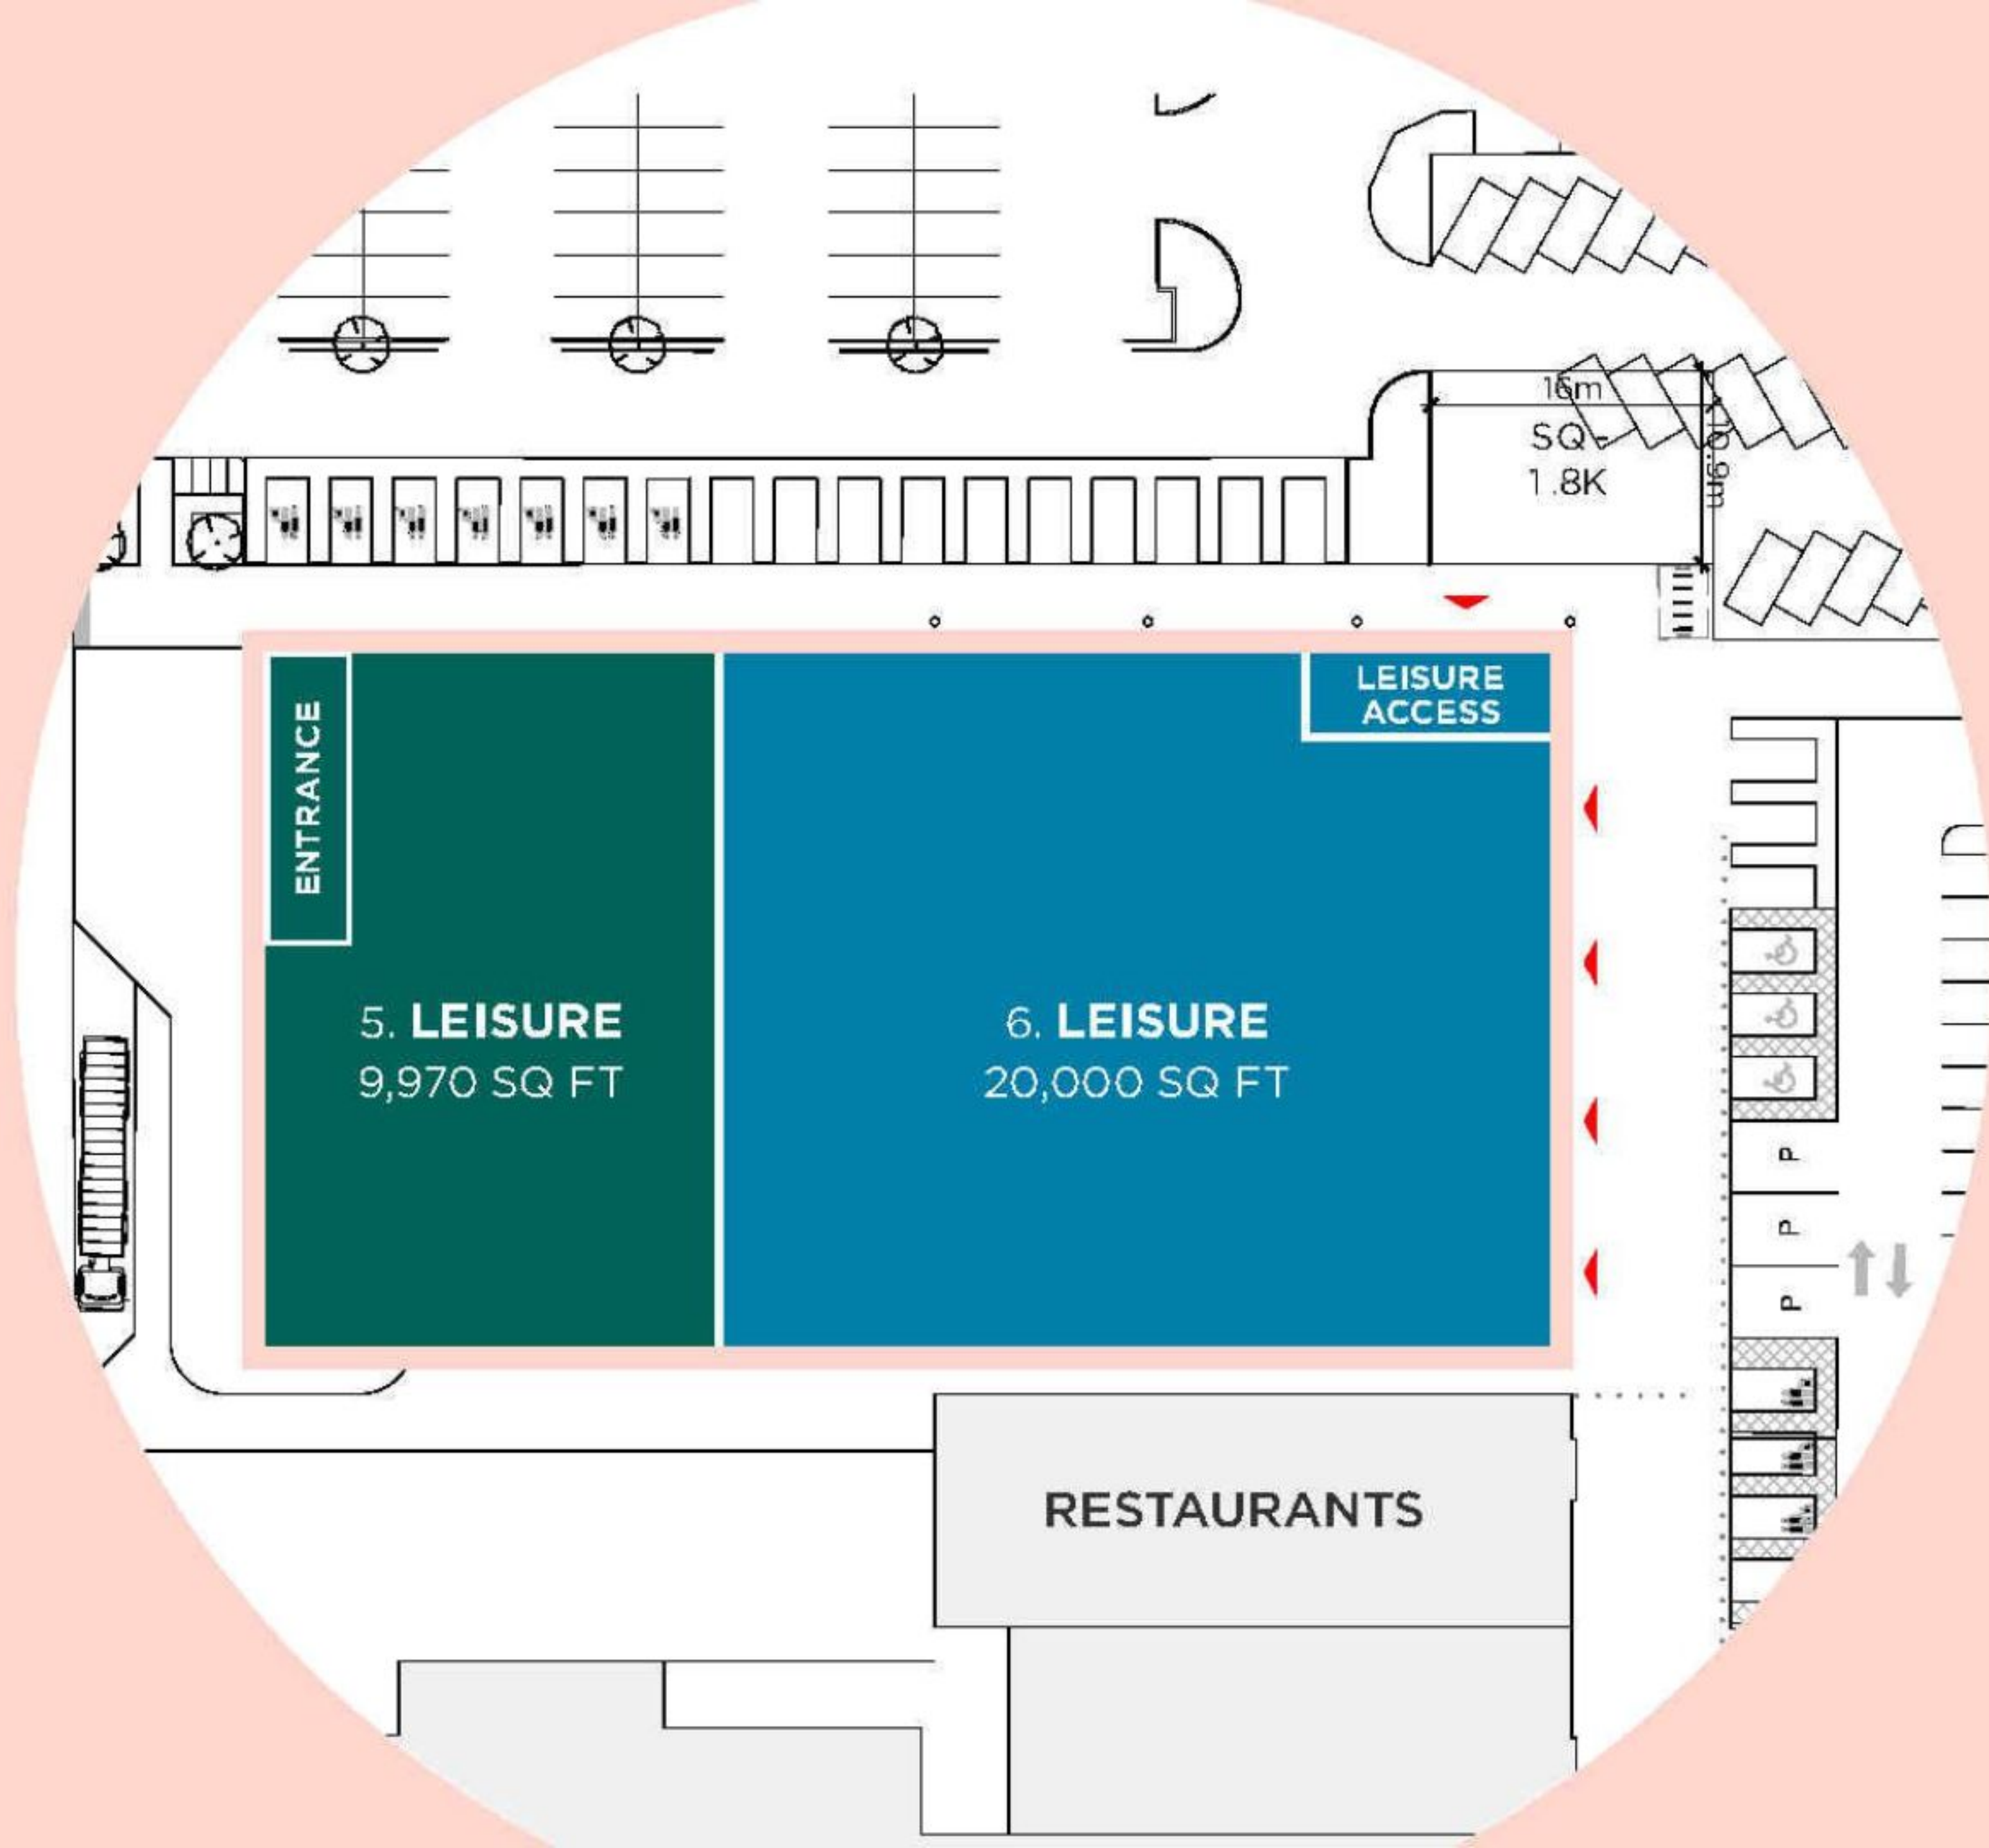 16m
SQ-
1.8K
10.9m
LEISURE
ACCESS
ENTRANCE
5. LEISURE
9,970 SQ FT
6. LEISURE
20,000 SQ FT
P
P
P
RESTAURANTS